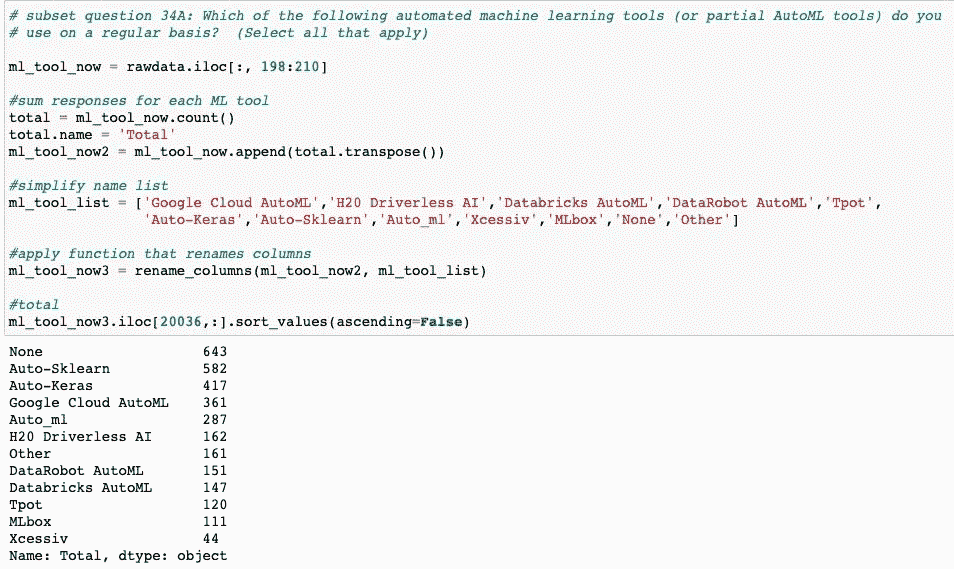 # subset question 34A: Which of the following automated machine learning tools (or partial AutoML tools) do you
# use on a regular basis?  (Select all that apply)
ml_tool_now = rawdata.iloc[:, 198:210]
#sum responses for each ML tool
total = ml_tool_now.count()
total.name = 'Total'
ml_tool_now2 = ml_tool_now.append(total.transpose())
#simplify name list
ml_tool_list = ['Google Cloud AutoML','H20 Driverless AI','Databricks AutoML','DataRobot AutoML','Tpot',
'Auto-Keras','Auto-Sklearn','Auto_ml','Xcessiv','MLbox','None','Other']
#apply function that renames columns
ml_tool_now3 = rename_columns(ml_tool_now2, ml_tool_list)
#total
ml_tool_now3.iloc[20036,:].sort_values(ascending=False)
None 643
Auto-Sklearn 582
Auto-Keras 417
Google Cloud AutoML 361
Auto_ml 287
H20 Driverless AI 162
Other 161
DataRobot AutoML 151
Databricks AutoML 147
Tpot 120
MLbox 111
Xcessiv 44
Name: Total, dtype: object